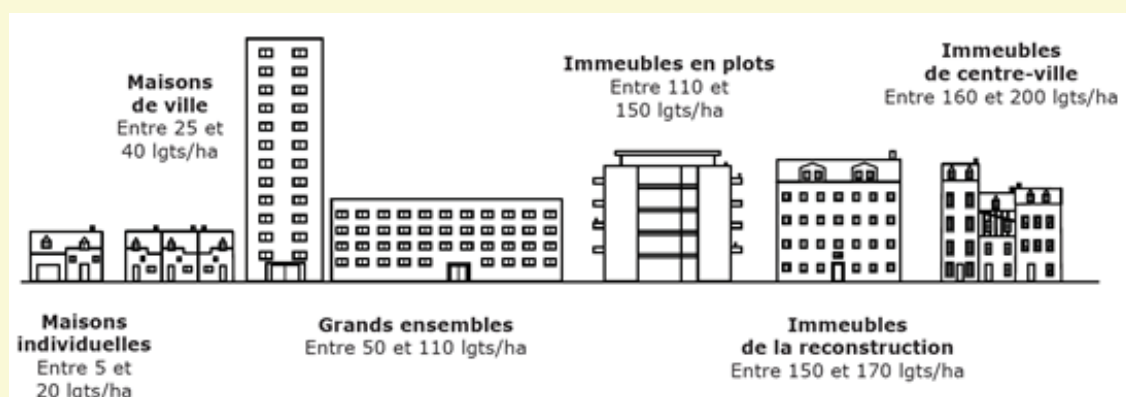 Maisons
de ville
Entre 25 et
40 lgts/ha
Immeubles en plots
Entre 110 et
150 lgts/ha
Immeubles
de centre-ville
Entre 160 et 200 lgts/ha
Maisons
individuelles
Entre 5 et
20 lgts/ha
Grands ensembles
Entre 50 et 110 lgts/ha
Immeubles
de la reconstruction
Entre 150 et 170 lgts/ha